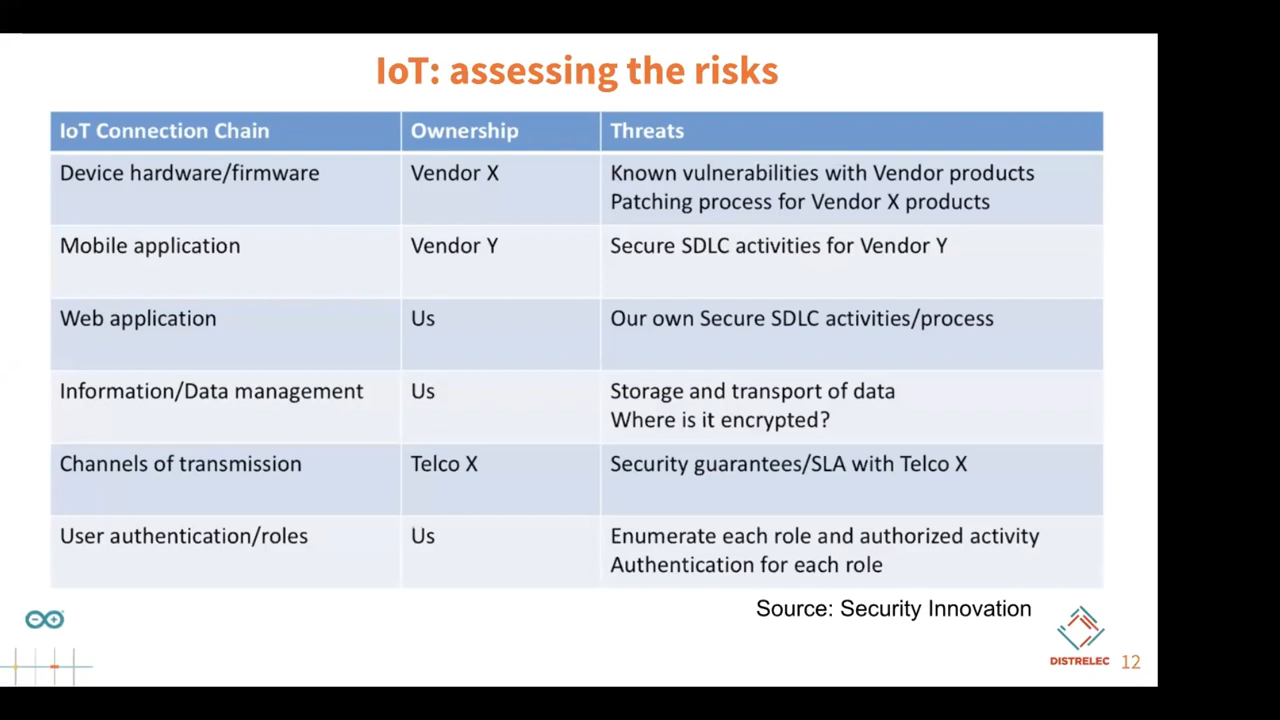 IoT: assessing the risks
IoT Connection Chain Ownership Threats
Device hardware/firmware Vendor X Known vulnerabilities with Vendor products
Patching process for Vendor X products
Mobile application Vendor Y Secure SDLC activities for Vendor Y
Web application Us Our own Secure SDLC activities/process
Information/Data management Us Storage and transport of data
Where is it encrypted?
Channels of transmission Telco X Security guarantees/SLA with Telco X
User authentication/roles Us Enumerate each role and authorized activity
Authentication for each role
Source: Security Innovation
DISTRELEC 12